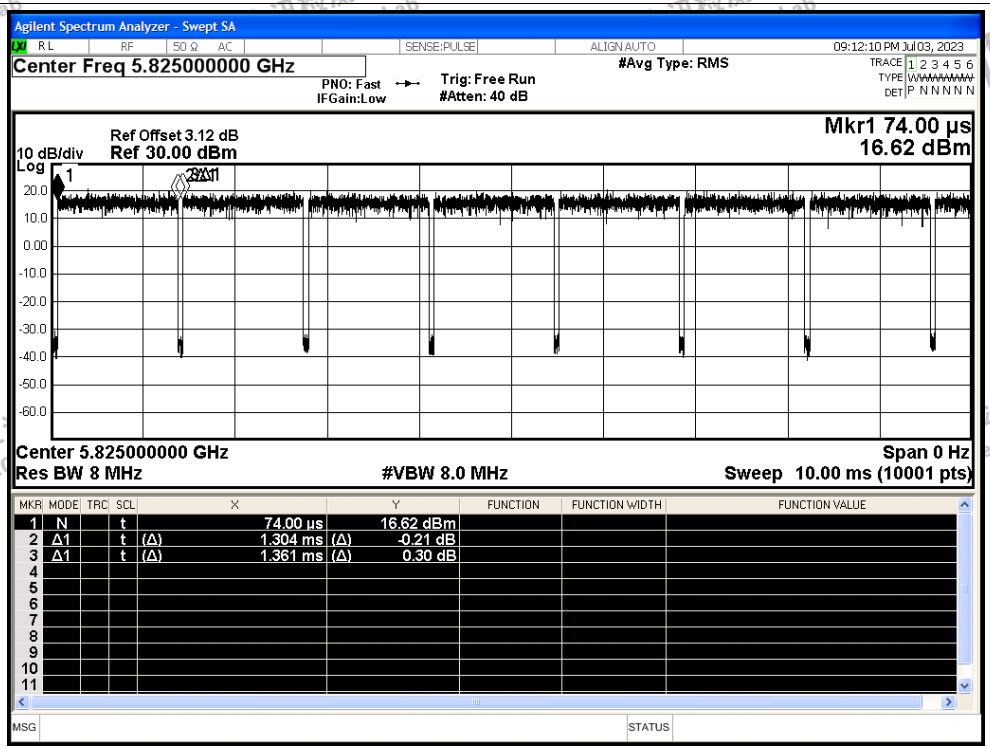 Agilent Spectrum Analyzer - Swept SA
LXI RL RF 50 Ω AC SENSE:PULSE ALIGN AUTO 09:12:10 PM Jul 03, 2023
Center Freq 5.825000000 GHz #Avg Type: RMS TRACE 1 2 3 4 5 6
PNO: Fast Trig: Free Run TYPE WWWWWW
IFGain:Low #Atten: 40 dB DET P N N N N N
Ref Offset 3.12 dB Mkr1 74.00 µs
10 dB/div Ref 30.00 dBm 16.62 dBm
Log
1
20.0
10.0
0.00
-10.0
-20.0
-30.0
-40.0
-50.0
-60.0
Center 5.825000000 GHz Span 0 Hz
Res BW 8 MHz #VBW 8.0 MHz Sweep 10.00 ms (10001 pts)
MKR MODE TRC SCL X Y FUNCTION FUNCTION WIDTH FUNCTION VALUE
1 N t 74.00 µs 16.62 dBm
2 Δ1 t (Δ) 1.304 ms (Δ) -0.21 dB
3 Δ1 t (Δ) 1.361 ms (Δ) 0.30 dB
4
5
6
7
8
9
10
11
MSG STATUS